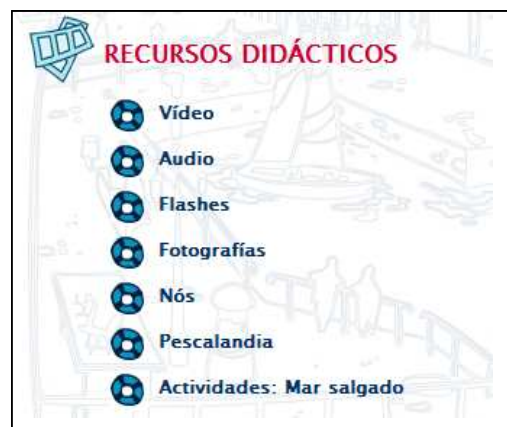 RECURSOS DIDÁCTICOS
Vídeo
Audio
Flashes
Fotografías
Nós
Pescalandia
Actividades: Mar salgado